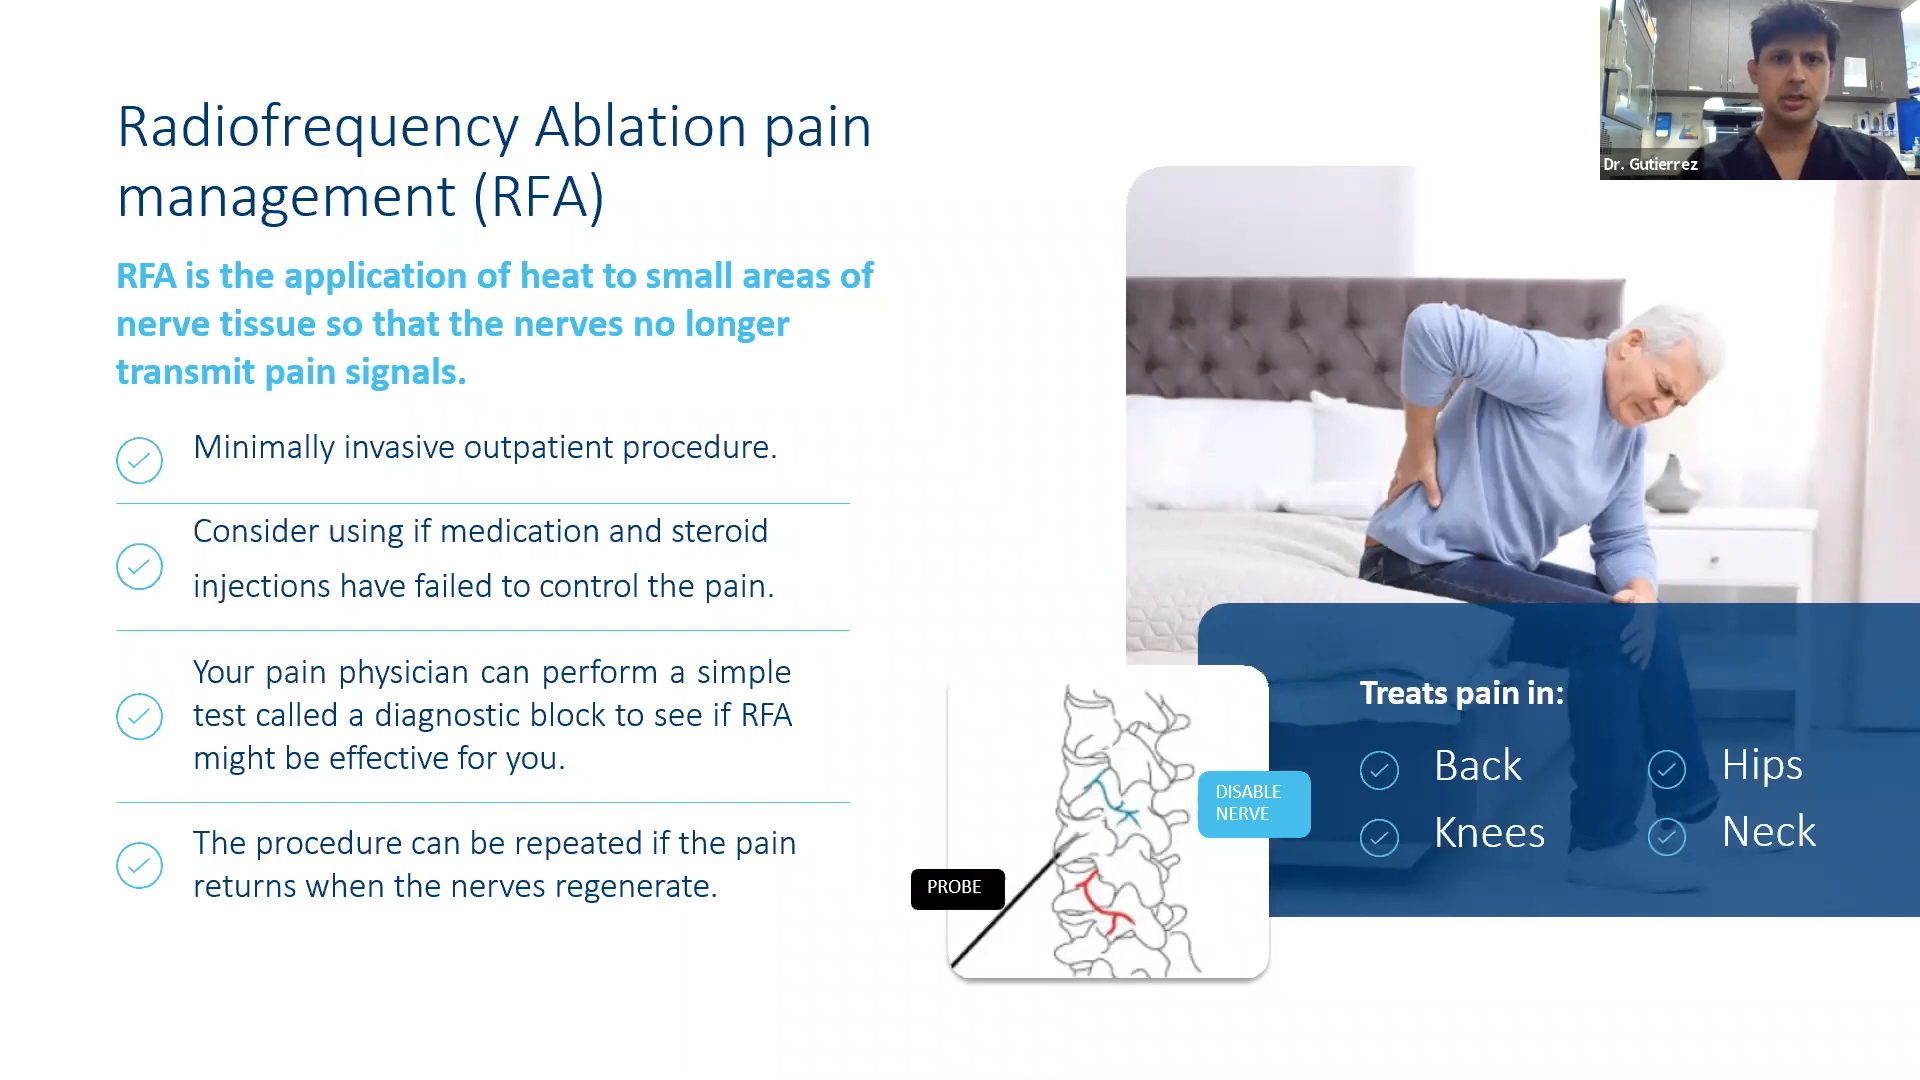 Radiofrequency Ablation pain
management (RFA)
RFA is the application of heat to small areas of
nerve tissue so that the nerves no longer
transmit pain signals.
Minimally invasive outpatient procedure.
Consider using if medication and steroid
injections have failed to control the pain.
Your pain physician can perform a simple
test called a diagnostic block to see if RFA
might be effective for you.
The procedure can be repeated if the pain
returns when the nerves regenerate.
Dr. Gutierrez
PROBE
DISABLE
NERVE
Treats pain in:
Back
Hips
Knees
Neck